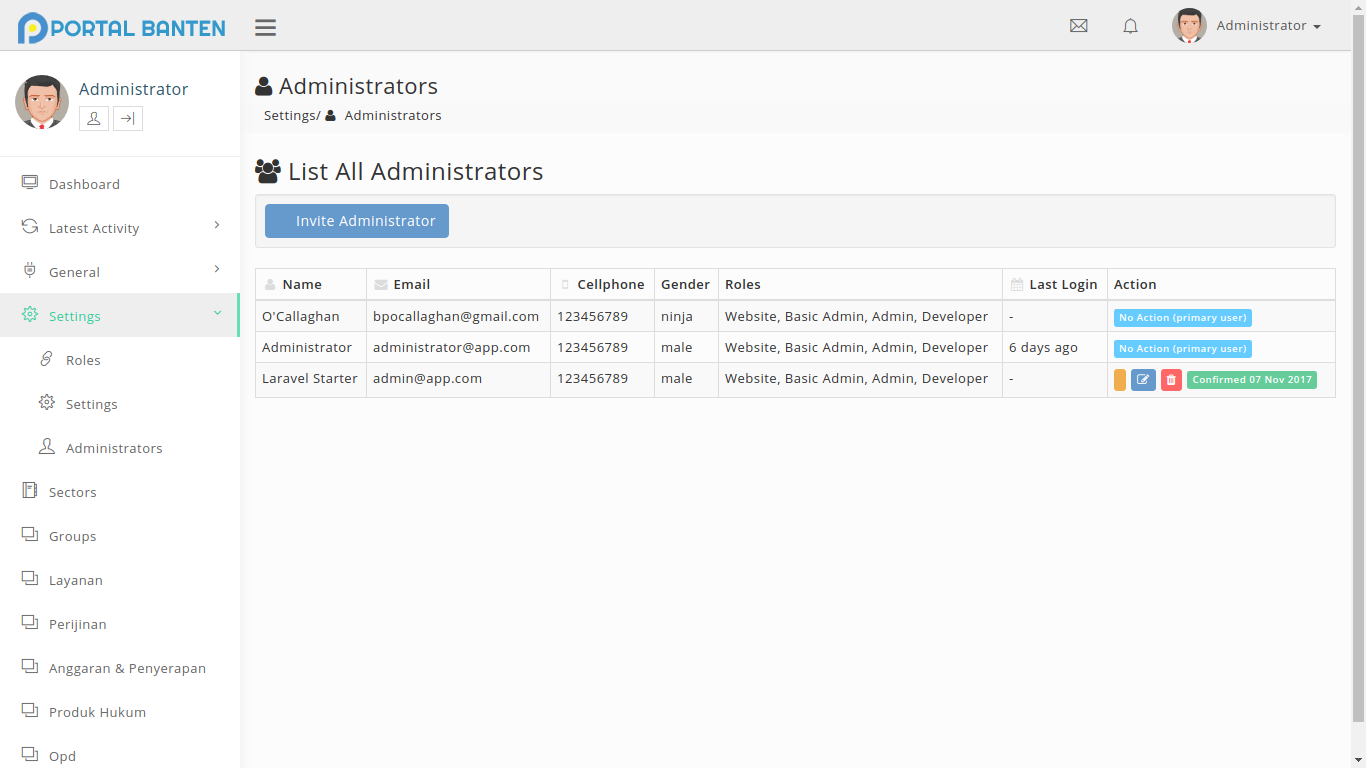 PORTAL BANTEN
Administrator
Administrator
Dashboard
Latest Activity
General
Settings
Roles
Settings
Administrators
Sectors
Groups
Layanan
Perijinan
Anggaran & Penyerapan
Produk Hukum
Opd
Administrators
Settings/ Administrators
List All Administrators
Invite Administrator
Name Email Cellphone Gender Roles Last Login Action
O'Callaghan bpocallaghan@gmail.com 123456789 ninja Website, Basic Admin, Admin, Developer - No Action (primary user)
Administrator administrator@app.com 123456789 male Website, Basic Admin, Admin, Developer 6 days ago No Action (primary user)
Laravel Starter admin@app.com 123456789 male Website, Basic Admin, Admin, Developer - Confirmed 07 Nov 2017